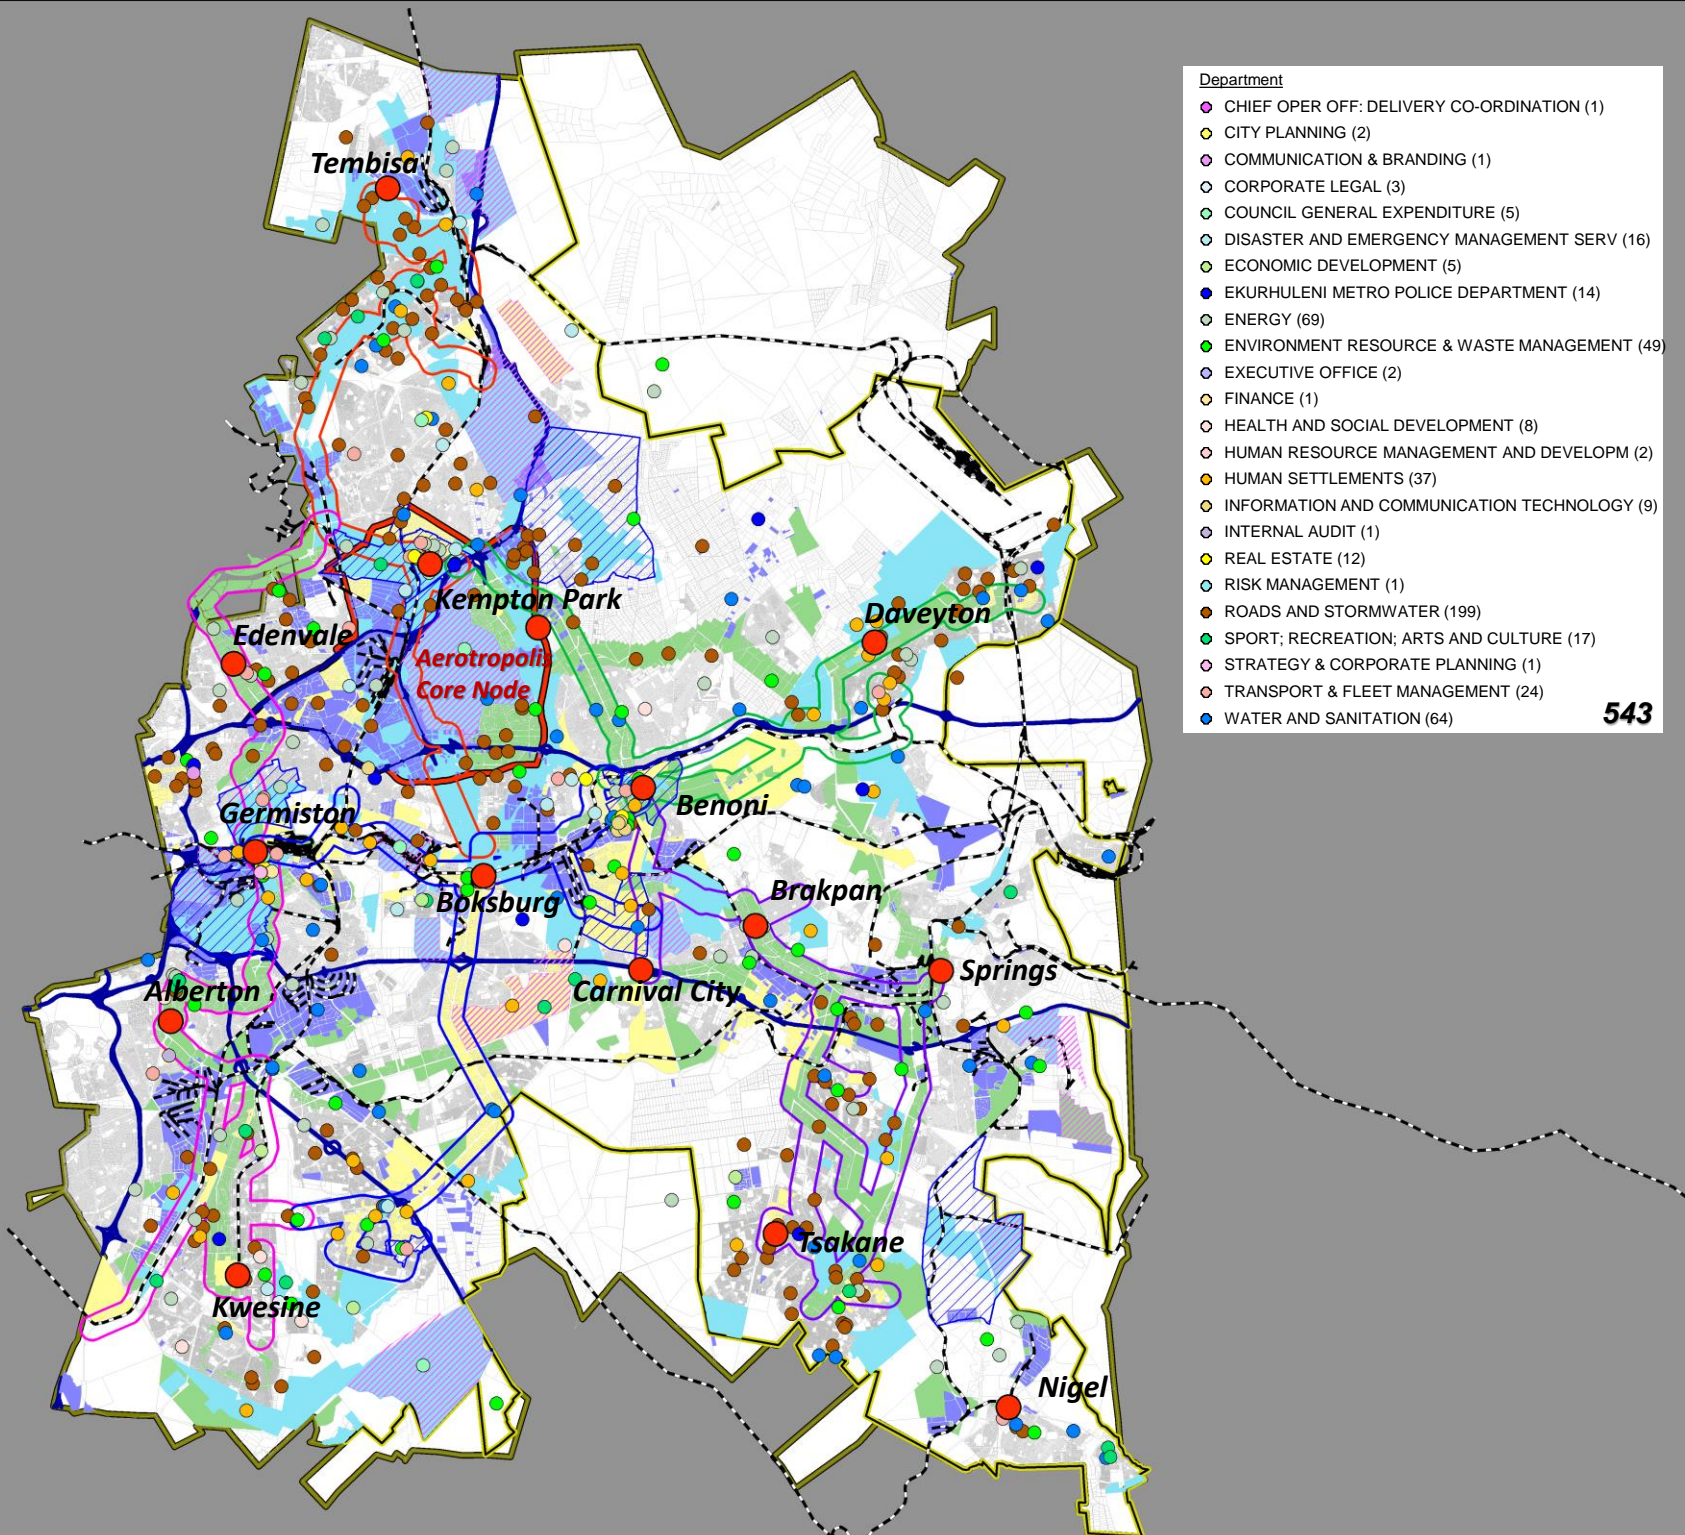 Department
CHIEF OPER OFF: DELIVERY CO-ORDINATION (1)
CITY PLANNING (2)
COMMUNICATION & BRANDING (1)
CORPORATE LEGAL (3)
COUNCIL GENERAL EXPENDITURE (5)
DISASTER AND EMERGENCY MANAGEMENT SERV (16)
ECONOMIC DEVELOPMENT (5)
EKURHULENI METRO POLICE DEPARTMENT (14)
ENERGY (69)
ENVIRONMENT RESOURCE & WASTE MANAGEMENT (49)
EXECUTIVE OFFICE (2)
FINANCE (1)
HEALTH AND SOCIAL DEVELOPMENT (8)
HUMAN RESOURCE MANAGEMENT AND DEVELOPM (2)
HUMAN SETTLEMENTS (37)
INFORMATION AND COMMUNICATION TECHNOLOGY (9)
INTERNAL AUDIT (1)
REAL ESTATE (12)
RISK MANAGEMENT (1)
ROADS AND STORMWATER (199)
SPORT; RECREATION; ARTS AND CULTURE (17)
STRATEGY & CORPORATE PLANNING (1)
TRANSPORT & FLEET MANAGEMENT (24)
WATER AND SANITATION (64)
543
Tembisa
Kempton Park
Daveyton
Edenvale
Aerotropolis
Core Node
Benoni
Germiston
Brakpan
Boksburg
Springs
Carnival City
Alberton
Tsakane
Kwesine
Nigel